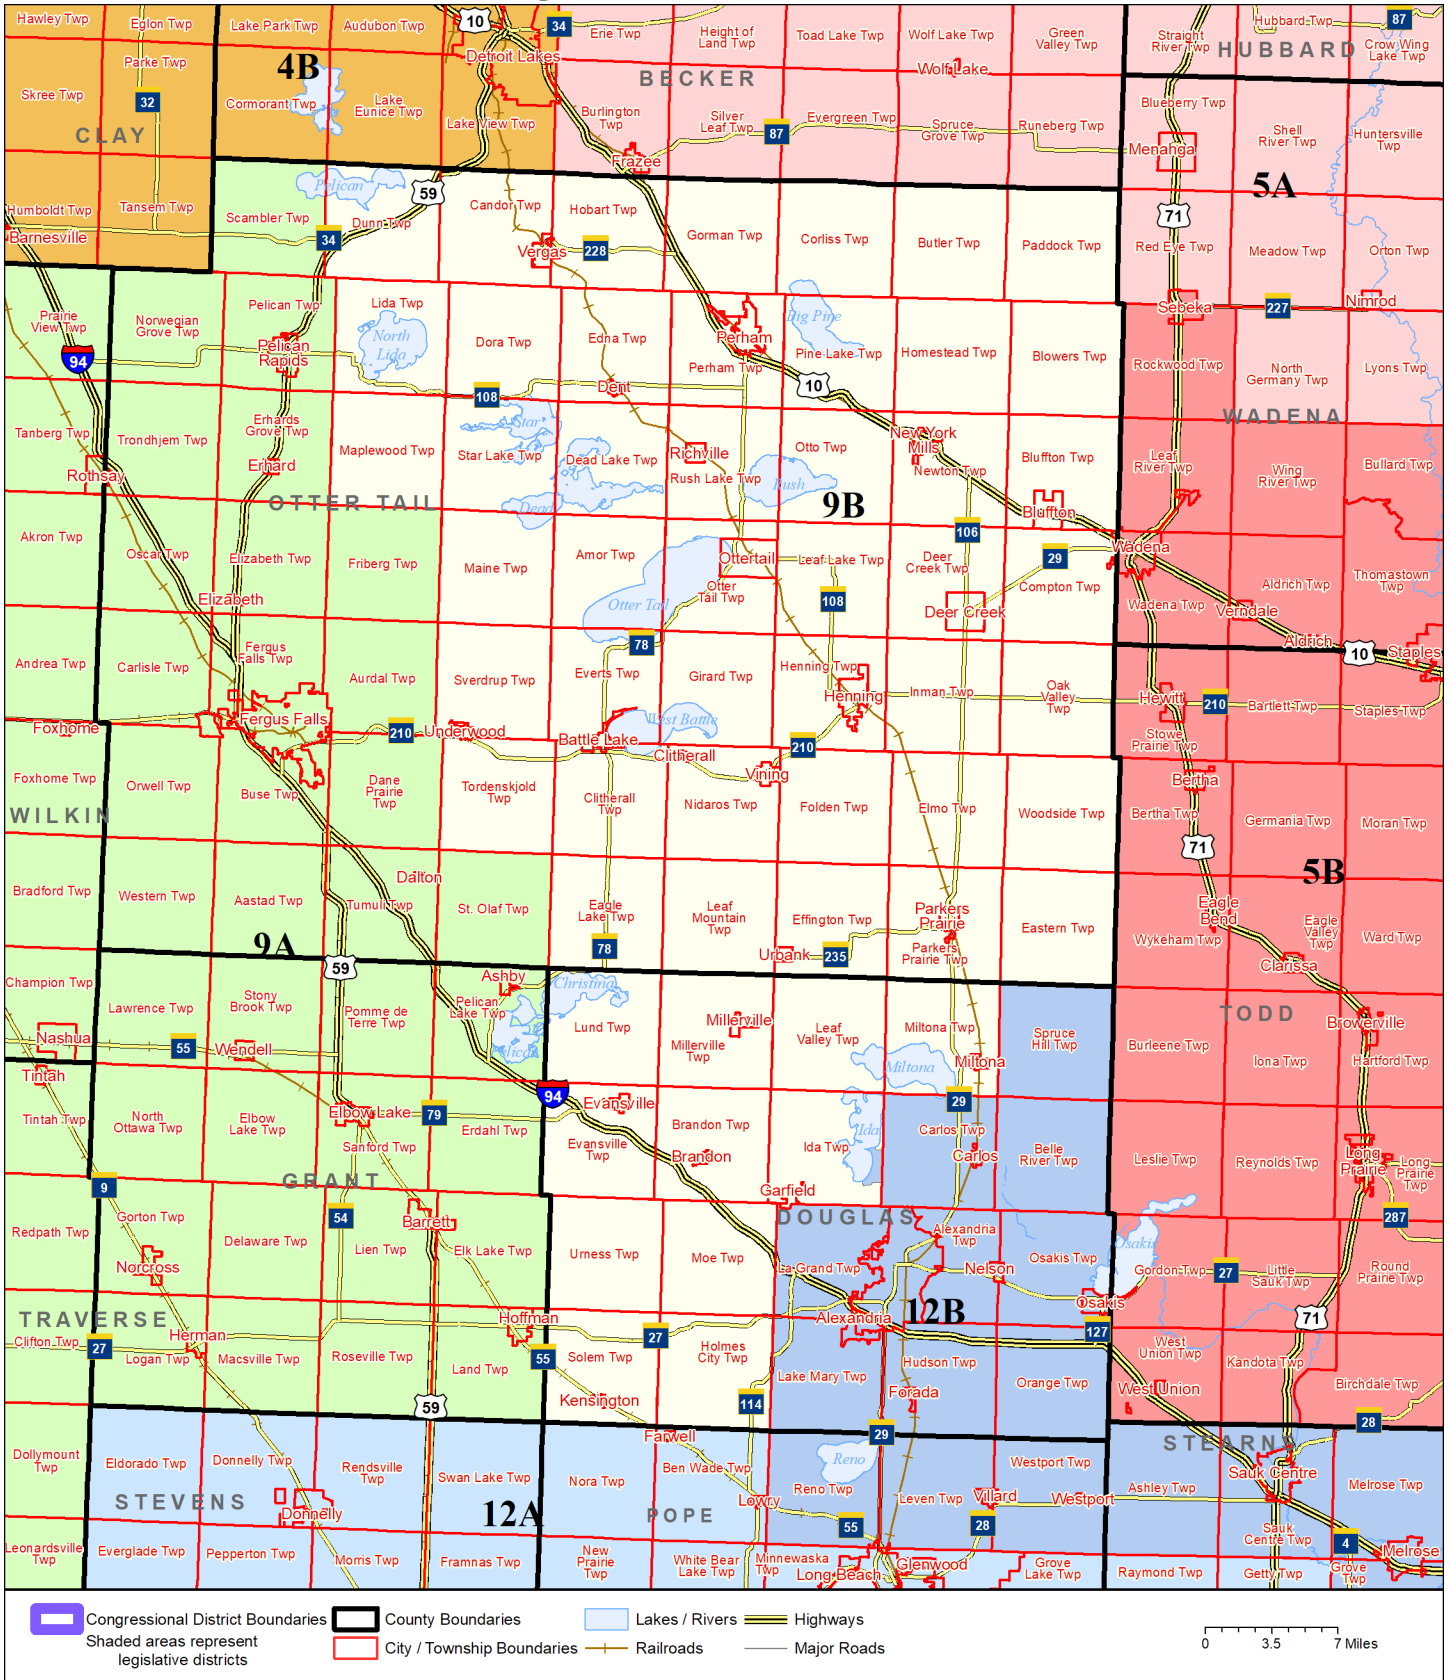 Hawley Twp
Eglon Twp
Lake Park Twp
Audubon Twp
10
34
Erie Twp
Height of
Land Twp
Toad Lake Twp
Wolf Lake Twp
Green
Valley Twp
Straight
River Twp
Hubbard Twp
87
HUBBARD
Crow Wing
Lake Twp
Parke Twp
4B
Detroit Lakes
BECKER
Wolf Lake
Skree Twp
32
Cormorant Twp
Lake
Eunice Twp
Lake View Twp
Burlington
Twp
Silver
Leaf Twp
87
Evergreen Twp
Spruce
Grove Twp
Runeberg Twp
Blueberry Twp
Shell
River Twp
Huntersville
Twp
CLAY
Frazee
Menahga
5A
Pelican
59
Humboldt Twp
Tansem Twp
Scambler Twp
Dunn Twp
Candor Twp
Hobart Twp
71
Barnesville
34
Vergas
228
Gorman Twp
Corliss Twp
Butler Twp
Paddock Twp
Red Eye Twp
Meadow Twp
Orton Twp
Prairie
View Twp
Norwegian
Grove Twp
Pelican Twp
Lida Twp
Sebeka
227
Nimrod
94
Pelican
Rapids
North
Lida
Dora Twp
Edna Twp
Perham
Perham Twp
Big Pine
Pine Lake Twp
Homestead Twp
Blowers Twp
Rockwood Twp
North
Germany Twp
Lyons Twp
108
Dent
10
WADENA
Tanberg Twp
Trondhjem Twp
Erhards
Grove Twp
Maplewood Twp
Star
Star Lake Twp
Dead Lake Twp
Richville
Rush Lake Twp
Otto Twp
New York
Mills
Newton Twp
Bluffton Twp
Leaf
River Twp
Wing
River Twp
Bullard Twp
Rothsay
Erhard
OTTER TAIL
Dead
Rush
9B
Bluffton
Akron Twp
Oscar Twp
Elizabeth Twp
Friberg Twp
Maine Twp
Amor Twp
Ottertail
Leaf Lake Twp
Deer
Creek Twp
106
29
Wadena
Otter
Tail Twp
Compton Twp
Aldrich Twp
Thomastown
Twp
Elizabeth
Otter Tail
108
Deer Creek
Wadena Twp
Verndale
Andrea Twp
Carlisle Twp
Fergus
Falls Twp
Aurdal Twp
Sverdrup Twp
78
Everts Twp
Girard Twp
Henning Twp
Aldrich
10
Staples
Henning
Inman Twp
Oak
Valley
Twp
Hewitt
210
Bartlett Twp
Staples Twp
Foxhome
Fergus Falls
210
Underwood
West Battle
Battle Lake
Clitherall
210
Stowe
Prairie Twp
Foxhome Twp
Orwell Twp
Buse Twp
Dane
Prairie
Twp
Tordenskjold
Twp
Clitherall
Twp
Nidaros Twp
Vining
Folden Twp
Elmo Twp
Woodside Twp
Bertha
Bertha Twp
Germania Twp
Moran Twp
WILKIN
71
Bradford Twp
Western Twp
Aastad Twp
Dalton
Tumuli Twp
St. Olaf Twp
Eagle
Lake Twp
Leaf
Mountain
Twp
Effington Twp
Parkers
Prairie
Eastern Twp
5B
Eagle
Bend
Eagle
Valley
Twp
Ward Twp
9A
59
78
Urbank
235
Parkers
Prairie Twp
Wykeham Twp
Clarissa
Champion Twp
Lawrence Twp
Stony
Brook Twp
Pomme de
Terre Twp
Ashby
Pelican
Lake Twp
Christina
Lund Twp
Millerville
Millerville
Twp
Leaf
Valley Twp
Miltona Twp
Spruce
Hill Twp
TODD
Browerville
Nashua
55
Wendell
Pelican
Miltona
Miltona
Burleene Twp
Iona Twp
Hartford Twp
Tintah
Tintah Twp
North
Ottawa Twp
Elbow
Lake Twp
Elbow Lake
79
94
Evansville
Erdahl Twp
Evansville
Twp
Brandon Twp
Ida
Ida Twp
29
Carlos Twp
Belle
River Twp
Sanford Twp
Brandon
Carlos
Leslie Twp
Reynolds Twp
Long
Prairie
Long
Prairie
Twp
9
GRANT
Garfield
Redpath Twp
Gorton Twp
54
Barrett
DOUGLAS
287
Delaware Twp
Lien Twp
Elk Lake Twp
Urness Twp
Moe Twp
Alexandria
Twp
Osakis Twp
Osakis
Norcross
La Grand Twp
Nelson
Gordon Twp
27
Little
Sauk Twp
Round
Prairie Twp
TRAVERSE
Hoffman
Alexandria
12B
Osakis
71
Clifton Twp
27
Herman
Logan Twp
Macsville Twp
Roseville Twp
Land Twp
55
27
Solem Twp
Holmes
City Twp
127
Lake Mary Twp
Hudson Twp
Orange Twp
West
Union Twp
Kandota Twp
59
Kensington
114
Forada
West Union
Birchdale Twp
28
Farwell
29
STEARNS
Dollymount
Twp
Eldorado Twp
Donnelly Twp
Rendsville
Twp
Swan Lake Twp
Nora Twp
Ben Wade Twp
Reno
Reno Twp
Westport Twp
Sauk Centre
STEVENS
Donnelly
12A
POPE
Lowry
Leven Twp
Villard
Westport
Ashley Twp
Melrose Twp
55
28
Leonardsville
Twp
Everglade Twp
Pepperton Twp
Morris Twp
Framnas Twp
New
Prairie
Twp
White Bear
Lake Twp
Minnewaska
Twp
Long Beach
Glenwood
Grove
Lake Twp
Raymond Twp
Sauk
Centre Twp
Getty Twp
4
Grove
Twp
Melrose
Congressional District Boundaries
County Boundaries
Lakes / Rivers
Highways
Shaded areas represent
legislative districts
City / Township Boundaries
Railroads
Major Roads
0 3.5 7 Miles